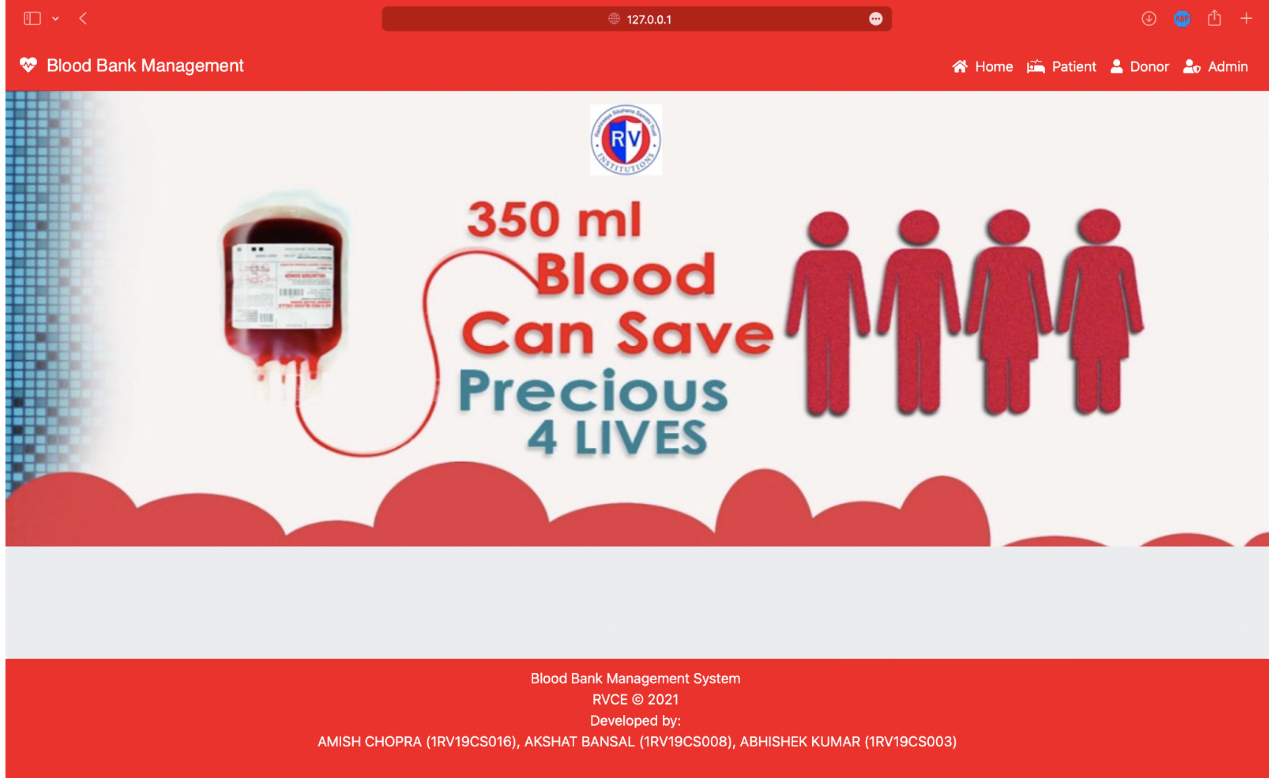 127.0.0.1
ABP
Blood Bank Management
Home Patient Donor Admin
RV
INSTITUTIONS
350 ml
Blood
Can Save
Precious
4 LIVES
Blood Bank Management System
RVCE © 2021
Developed by:
AMISH CHOPRA (1RV19CS016), AKSHAT BANSAL (1RV19CS008), ABHISHEK KUMAR (1RV19CS003)